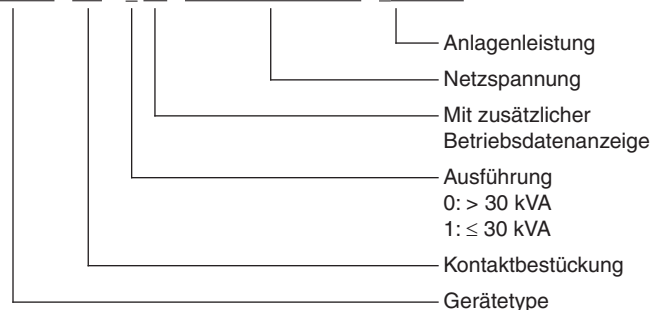 Anlagenleistung
Netzspannung
Mit zusätzlicher
Betriebsdatenanzeige
Ausführung
0: > 30 kVA
1: ≤ 30 kVA
Kontaktbestückung
Gerätetype